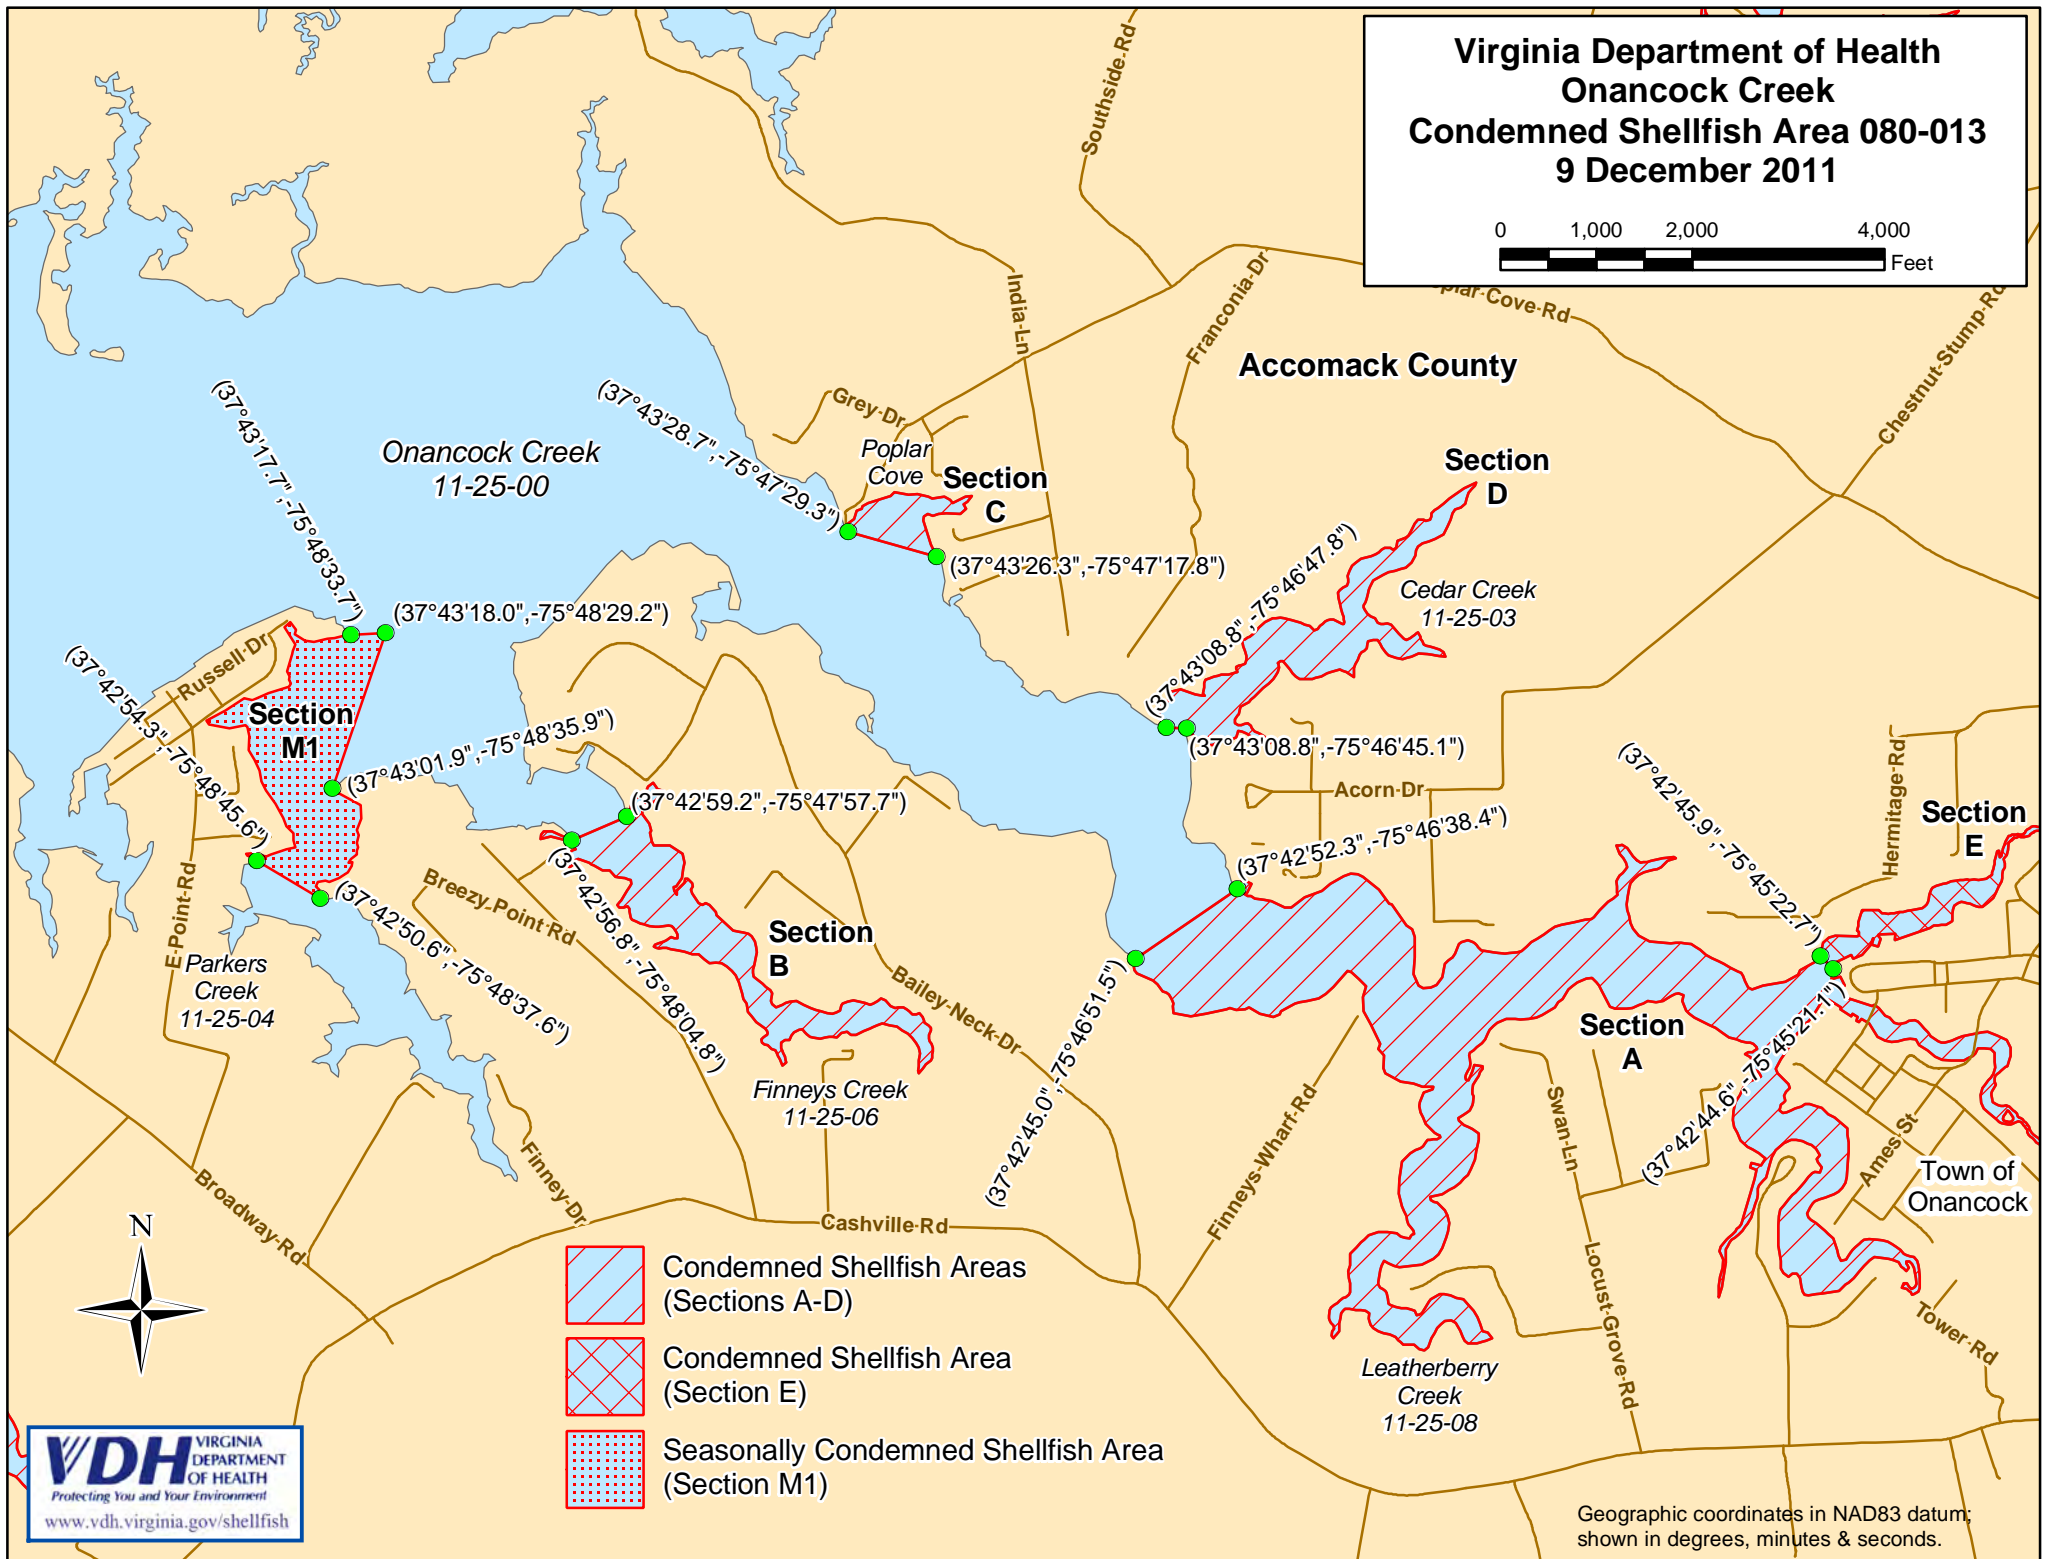 Virginia Department of Health
Onancock Creek
Condemned Shellfish Area 080-013
9 December 2011
0 1,000 2,000 4,000
Feet
Southside Rd
India Ln
Franconia Dr
Cove Rd
Chestnut Stump Rd
Accomack County
Grey Dr
Poplar
Cove
Section
C
Section
D
Onancock Creek
11-25-00
(37°43'17.7",-75°48'33.7")
(37°43'28.7",-75°47'29.3")
(37°43'26.3",-75°47'17.8")
(37°43'08.8",-75°46'47.8")
Cedar Creek
11-25-03
(37°43'18.0",-75°48'29.2")
Russell Dr
(37°42'54.3",-75°48'45.6")
Section
M1
(37°43'01.9",-75°48'35.9")
(37°43'08.8",-75°46'45.1")
Acorn Dr
(37°42'59.2",-75°47'57.7")
(37°42'52.3",-75°46'38.4")
(37°42'45.9",-75°45'22.7")
Hermitage Rd
Section
E
E Point Rd
Breezy Point Rd
(37°42'50.6",-75°48'37.6")
(37°42'56.8",-75°48'04.8")
Section
B
Bailey Neck Dr
(37°42'45.0",-75°46'51.5")
Parkers
Creek
11-25-04
Section
A
(37°42'44.6",-75°45'21.1")
Finneys Creek
11-25-06
Finneys Wharf Rd
Swan Ln
Ames St
Town of
Onancock
Finney Dr
Broadway Rd
Cashville Rd
Locust Grove Rd
Tower Rd
N
Condemned Shellfish Areas
(Sections A-D)
Condemned Shellfish Area
(Section E)
Seasonally Condemned Shellfish Area
(Section M1)
Leatherberry
Creek
11-25-08
VDH VIRGINIA
DEPARTMENT
OF HEALTH
Protecting You and Your Environment
www.vdh.virginia.gov/shellfish
Geographic coordinates in NAD83 datum;
shown in degrees, minutes & seconds.